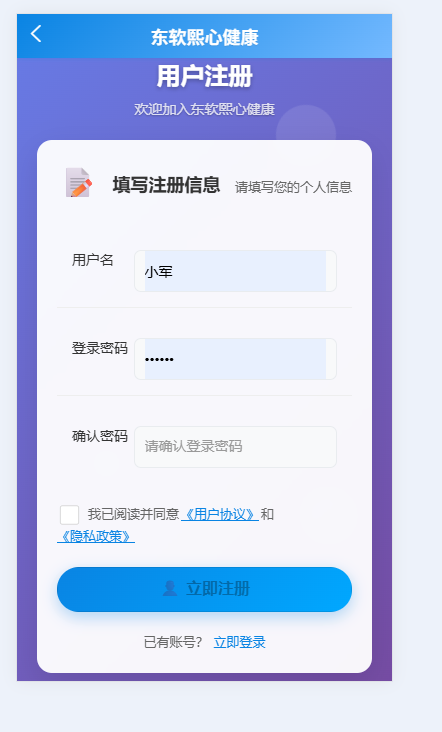 东软熙心健康
用户注册
欢迎加入东软熙心健康
填写注册信息 请填写您的个人信息
用户名 小军
登录密码 ••••••
确认密码 请确认登录密码
我已阅读并同意《用户协议》和
《隐私政策》
立即注册
已有账号？ 立即登录